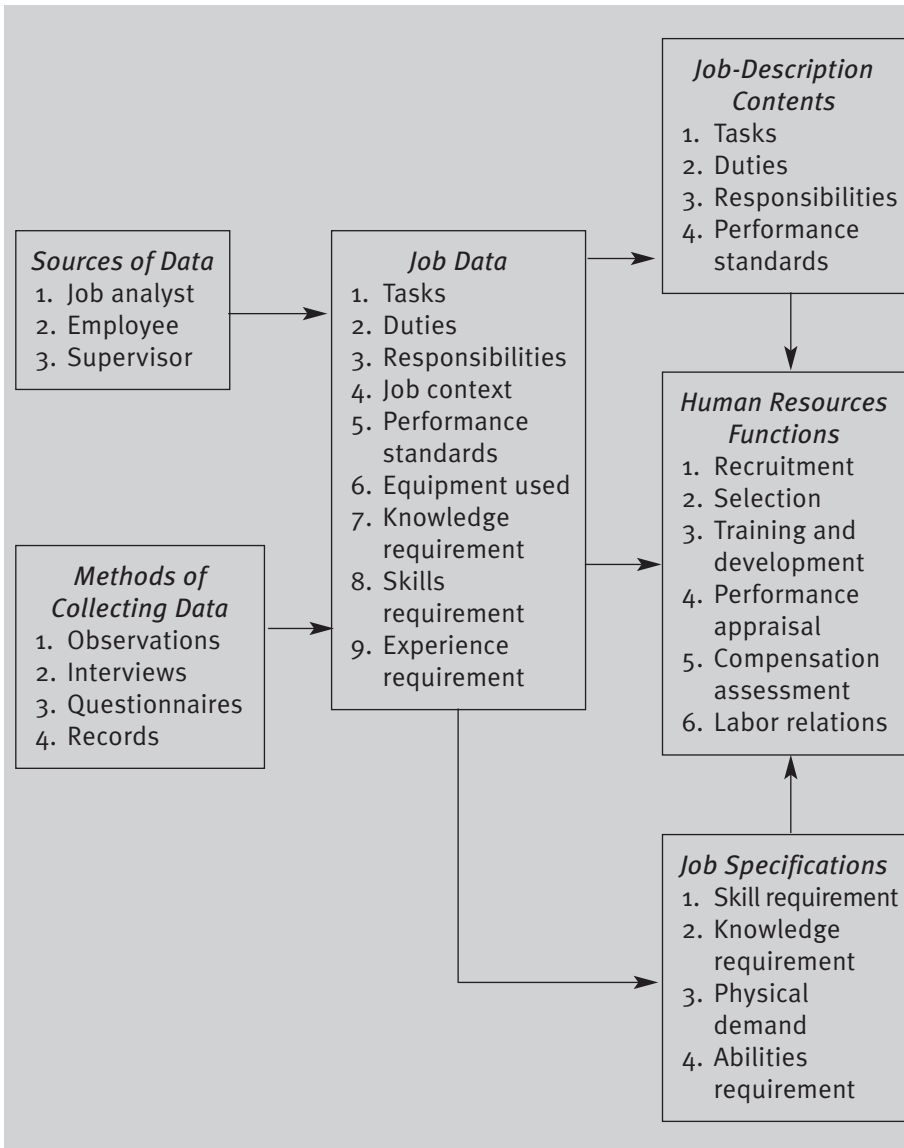 Sources of Data
1. Job analyst
2. Employee
3. Supervisor
Methods of
Collecting Data
1. Observations
2. Interviews
3. Questionnaires
4. Records
Job Data
1. Tasks
2. Duties
3. Responsibilities
4. Job context
5. Performance
standards
6. Equipment used
7. Knowledge
requirement
8. Skills
requirement
9. Experience
requirement
Job-Description
Contents
1. Tasks
2. Duties
3. Responsibilities
4. Performance
standards
Human Resources
Functions
1. Recruitment
2. Selection
3. Training and
development
4. Performance
appraisal
5. Compensation
assessment
6. Labor relations
Job Specifications
1. Skill requirement
2. Knowledge
requirement
3. Physical
demand
4. Abilities
requirement